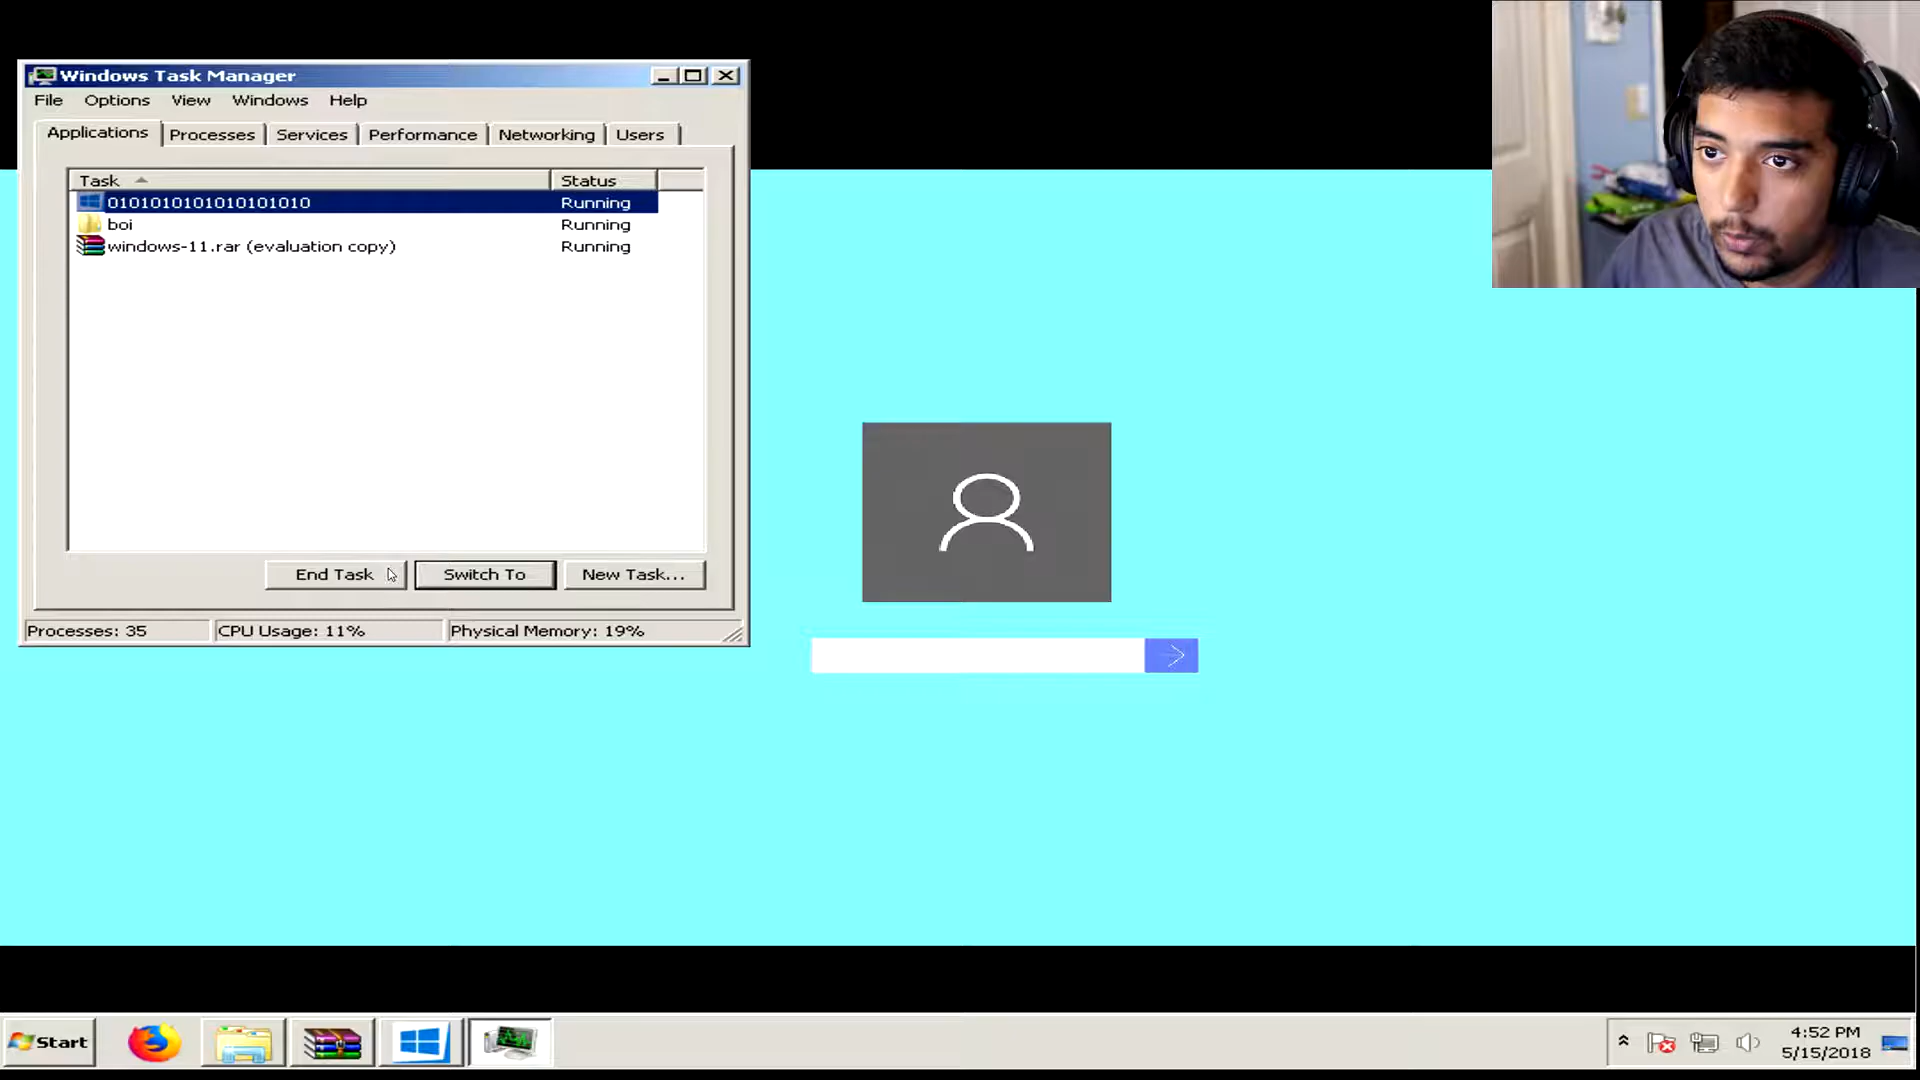 Windows Task Manager
File Options View Windows Help
Applications Processes Services Performance Networking Users
Task Status
0101010101010101010 Running
boi Running
windows-11.rar (evaluation copy) Running
End Task Switch To New Task...
Processes: 35 CPU Usage: 11% Physical Memory: 19%
Start
4:52 PM
5/15/2018